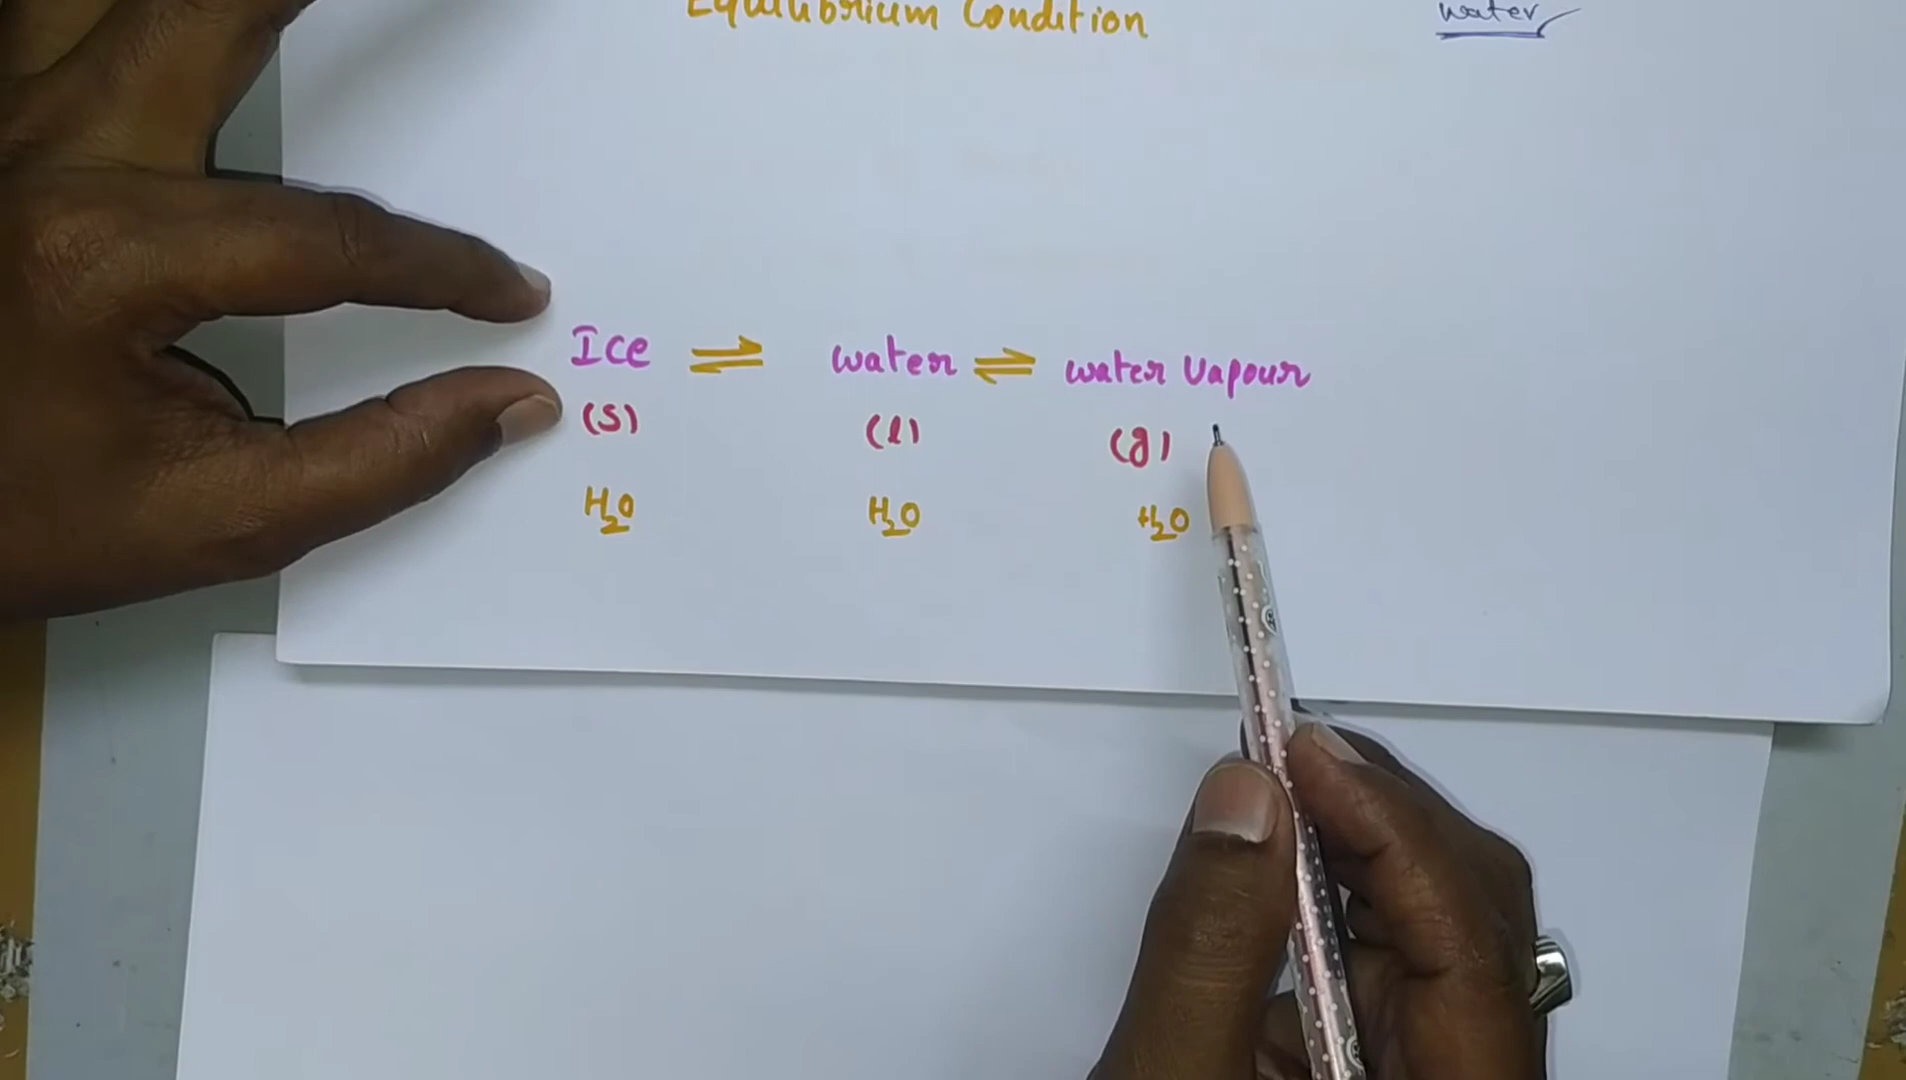 Equilibrium Condition
water
Ice ⇌ water ⇌ water vapour
(s) (l) (g)
H₂O H₂O H₂O